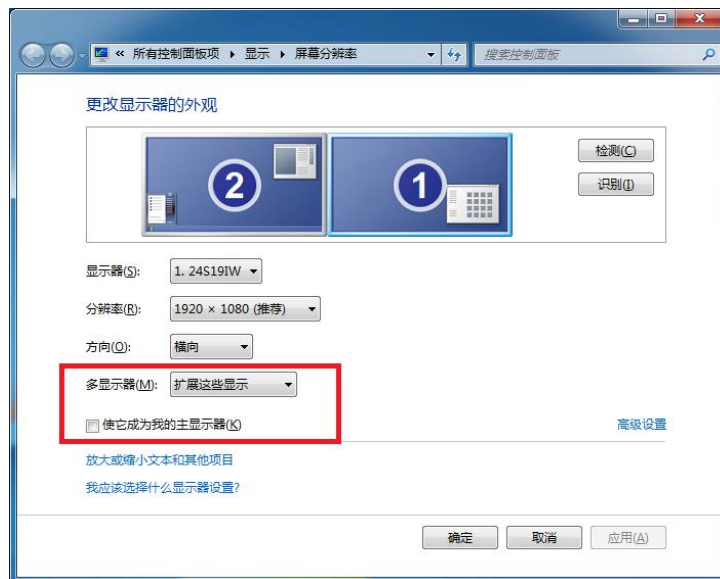 « 所有控制面板项 ▸ 显示 ▸ 屏幕分辨率
搜索控制面板
更改显示器的外观
2
1
检测(C)
识别(I)
显示器(S):
1. 24S19IW
分辨率(R):
1920 × 1080 (推荐)
方向(O):
横向
多显示器(M):
扩展这些显示
使它成为我的主显示器(K)
高级设置
放大或缩小文本和其他项目
我应该选择什么显示器设置?
确定
取消
应用(A)